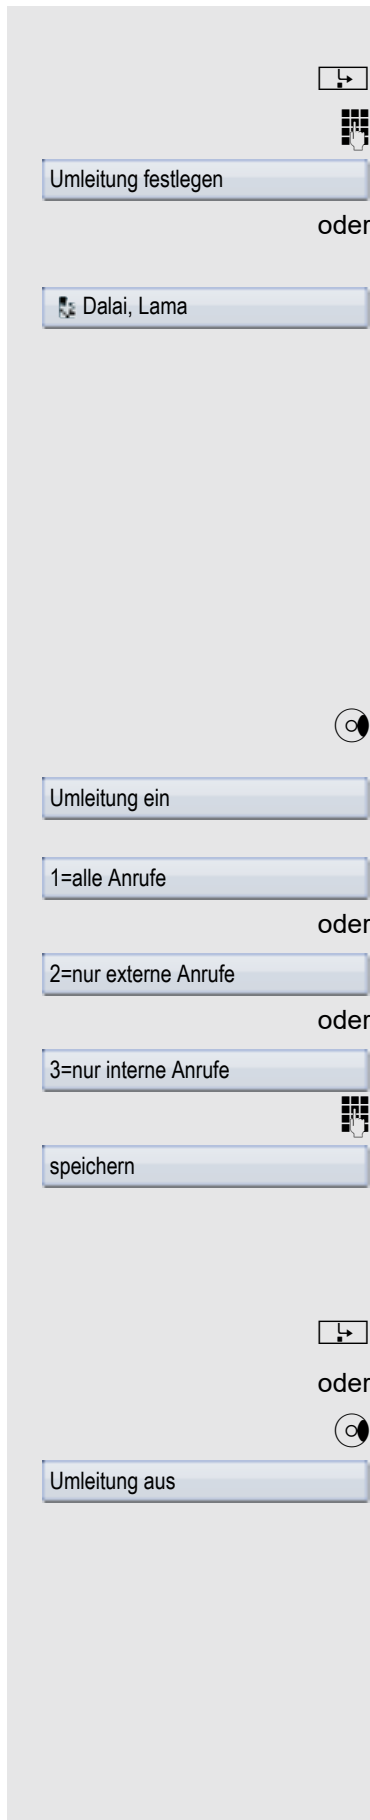 Umleitung festlegen
oder
Dalai, Lama
Umleitung ein
1=alle Anrufe
oder
2=nur externe Anrufe
oder
3=nur interne Anrufe
speichern
oder
Umleitung aus